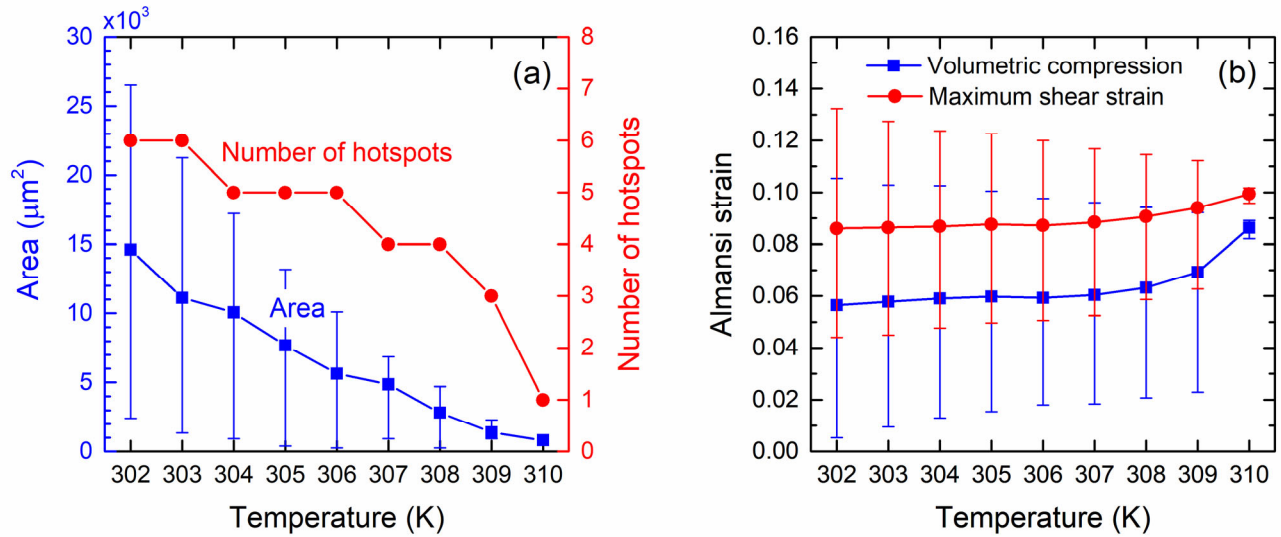 ×10³
30
25
20
15
10
5
0
Area (μm²)
(a)
Number of hotspots
Area
8
7
6
5
4
3
2
1
0
Number of hotspots
302 303 304 305 306 307 308 309 310
Temperature (K)
0.16
0.14
0.12
0.10
0.08
0.06
0.04
0.02
0.00
Almansi strain
Volumetric compression
Maximum shear strain
(b)
302 303 304 305 306 307 308 309 310
Temperature (K)